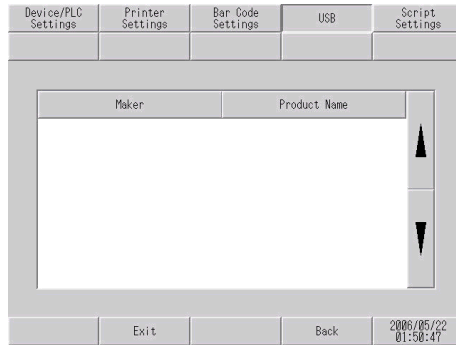 Device/PLC Settings
Printer Settings
Bar Code Settings
USB
Script Settings
Maker
Product Name
Exit
Back
2006/05/22
01:50:47